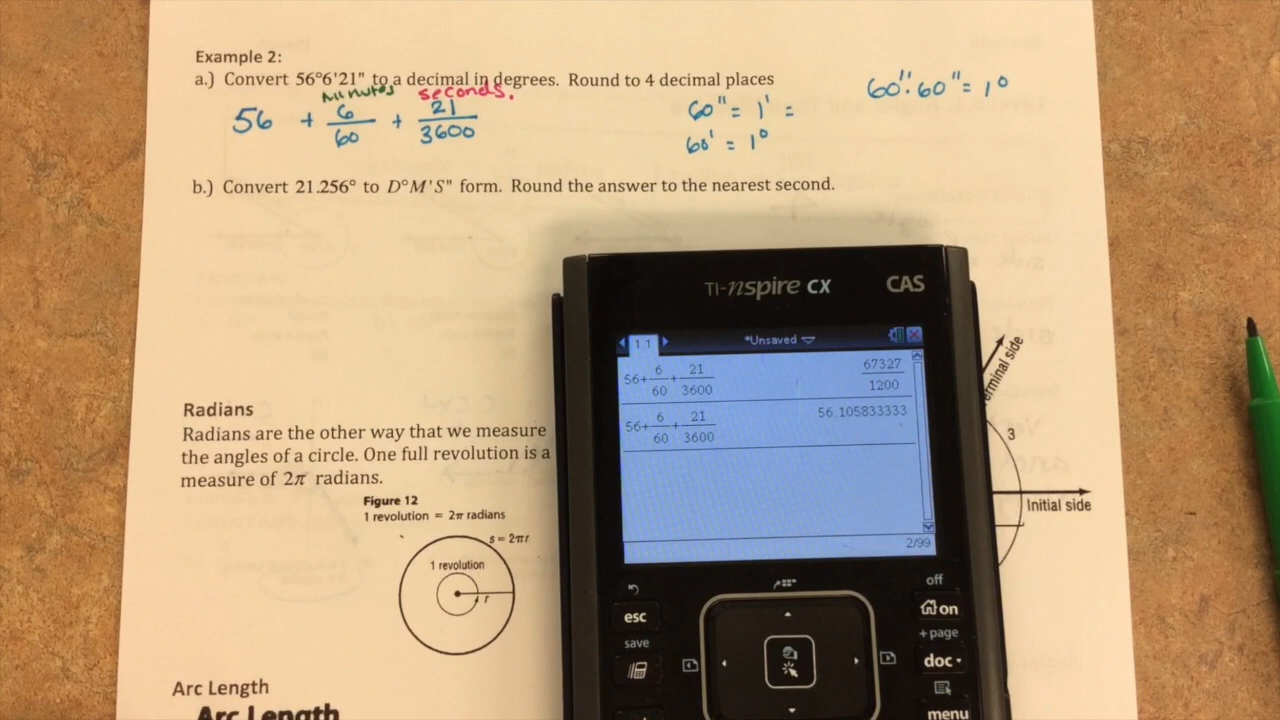 Example 2:
a.) Convert 56°6'21" to a decimal in degrees. Round to 4 decimal places
minutes seconds.
56 + 6/60 + 21/3600
60" = 1' =
60' = 1°
60"·60" = 1°
b.) Convert 21.256° to D°M'S" form. Round the answer to the nearest second.
Radians
Radians are the other way that we measure
the angles of a circle. One full revolution is a
measure of 2π radians.
Figure 12
1 revolution = 2π radians
s = 2πr
1 revolution
r
Arc Length
Arc Length
TI-nspire CX CAS
1.1 *Unsaved
56+6/60+21/3600 67327/1200
56+6/60+21/3600 56.105833333
2/99
esc
save
off
on
+page
doc
menu
terminal side
3
Initial side